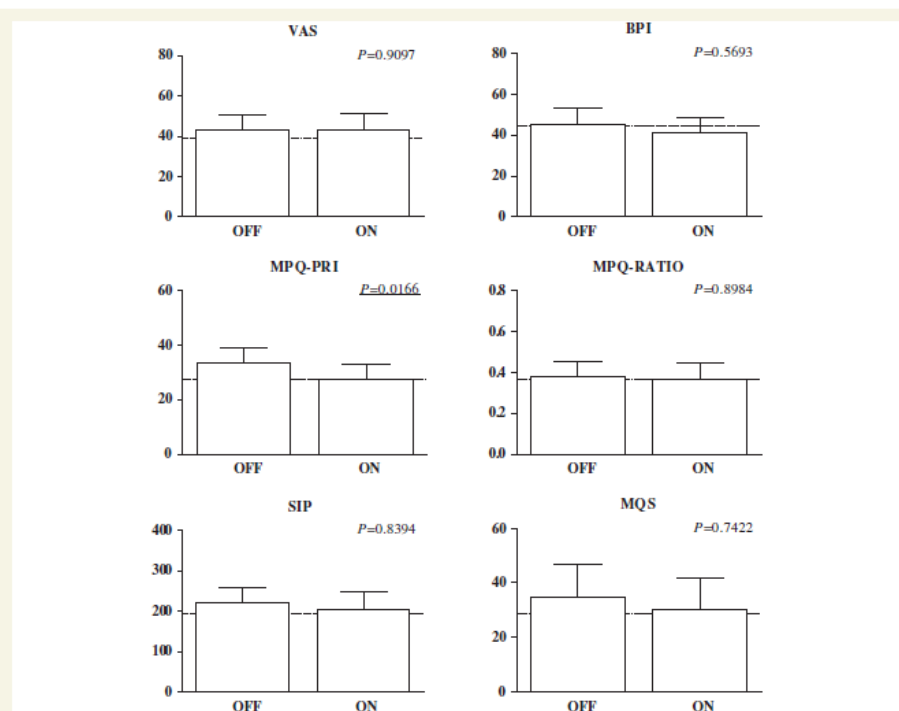 VAS
P=0.9097
80
60
40
20
0
OFF ON
BPI
P=0.5693
80
60
40
20
0
OFF ON
MPQ-PRI
P=0.0166
60
40
20
0
OFF ON
MPQ-RATIO
P=0.8984
0.8
0.6
0.4
0.2
0.0
OFF ON
SIP
P=0.8394
400
300
200
100
0
OFF ON
MQS
P=0.7422
60
40
20
0
OFF ON